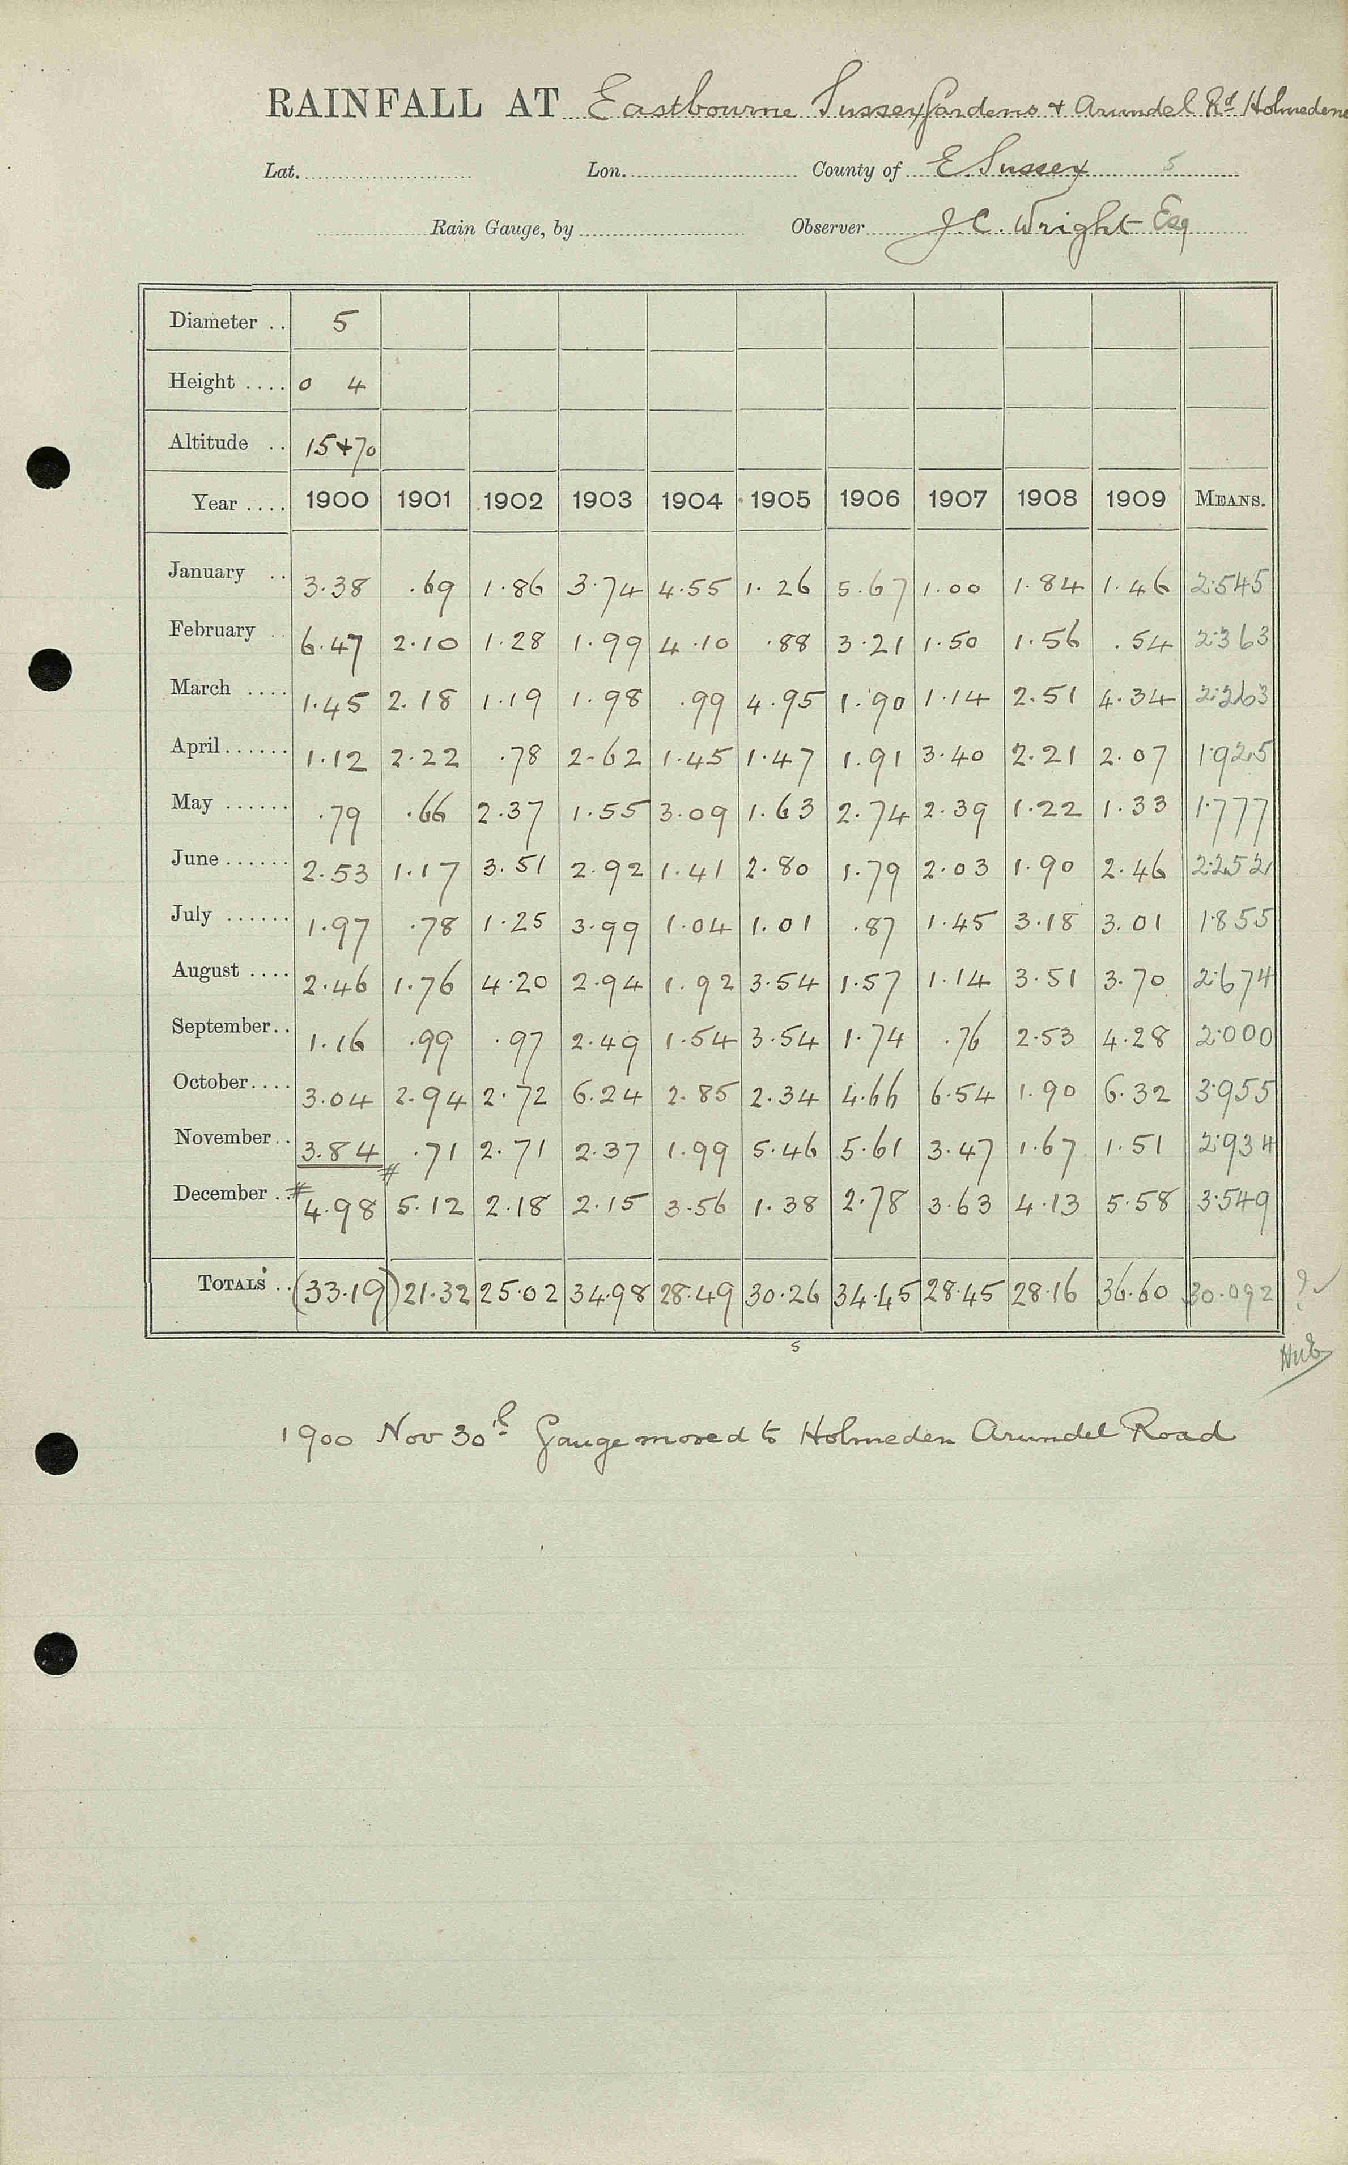 RAINFALL AT Eastbourne Sussex Gardens & Arundel Rd Holmedene
Lat. Lon. County of E Sussex 5
Rain Gauge, by Observer J.C. Wright Esq
Diameter .. 5
Height .... 0 4
Altitude .. 15 & 70
Year .... 1900 1901 1902 1903 1904 1905 1906 1907 1908 1909 MEANS.
January .. 3.38 .69 1.86 3.74 4.55 1.26 5.67 1.00 1.84 1.46 2.545
February .. 6.47 2.10 1.28 1.99 4.10 .88 3.21 1.50 1.56 .54 2.363
March .... 1.45 2.18 1.19 1.98 .99 4.95 1.90 1.14 2.51 4.34 2.263
April ...... 1.12 2.22 .78 2.62 1.45 1.47 1.91 3.40 2.21 2.07 1.925
May ...... .79 .66 2.37 1.55 3.09 1.63 2.74 2.39 1.22 1.33 1.777
June ...... 2.53 1.17 3.51 2.92 1.41 2.80 1.79 2.03 1.90 2.46 2.252
July ...... 1.97 .78 1.25 3.99 1.04 1.01 .87 1.45 3.18 3.01 1.855
August .... 2.46 1.76 4.20 2.94 1.92 3.54 1.57 1.14 3.51 3.70 2.674
September.. 1.16 .99 .97 2.49 1.54 3.54 1.74 .76 2.53 4.28 2.000
October.... 3.04 2.94 2.72 6.24 2.85 2.34 4.66 6.54 1.90 6.32 3.955
November.. 3.84 .71 2.71 2.37 1.99 5.46 5.61 3.47 1.67 1.51 2.934
December .. # 4.98 # 5.12 2.18 2.15 3.56 1.38 2.78 3.63 4.13 5.58 3.549
TOTALS .. (33.19) 21.32 25.02 34.98 28.49 30.26 34.45 28.45 28.16 36.60 30.092 ? ✓
5
1900 Nov 30th Gauge moved to Holmeden Arundel Road